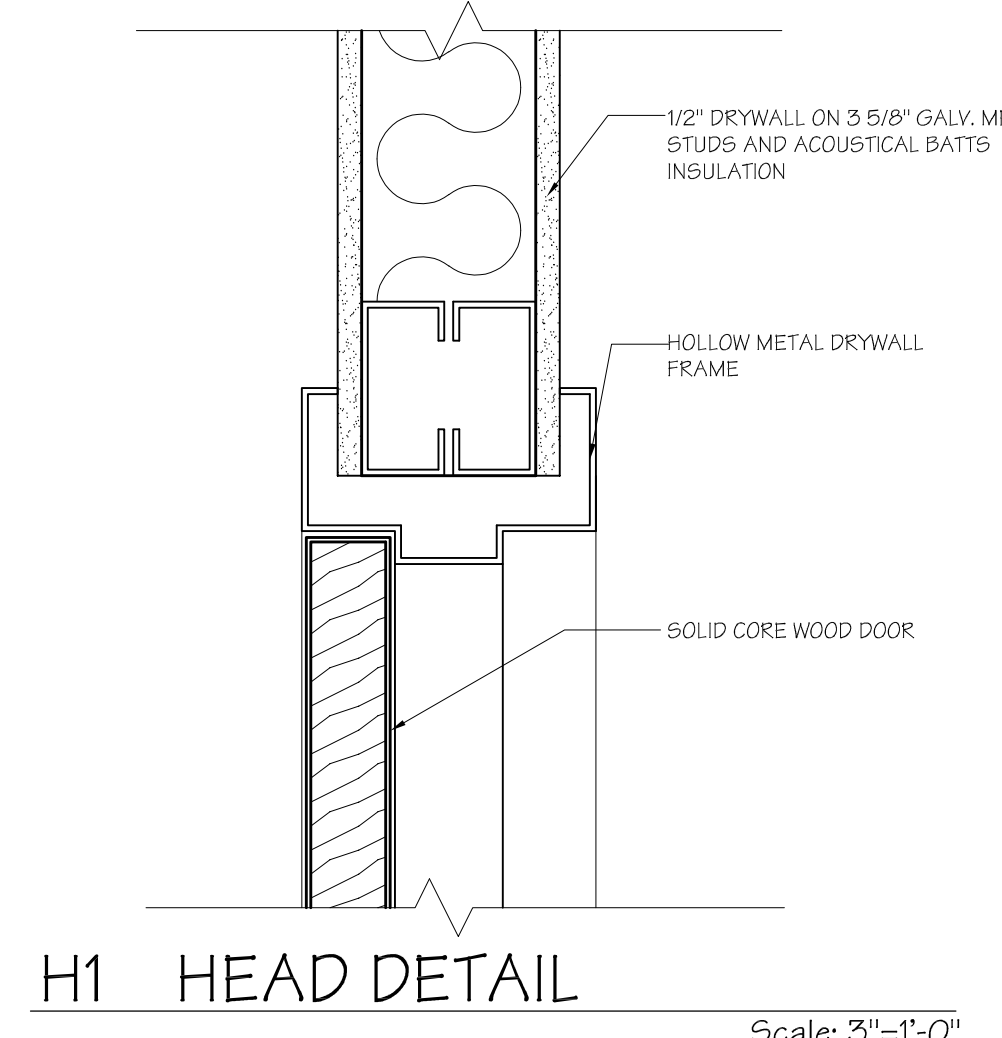 1/2" DRYWALL ON 3 5/8" GALV.
STUDS AND ACOUSTICAL BATTS
INSULATION
HOLLOW METAL DRYWALL
FRAME
SOLID CORE WOOD DOOR
H1 HEAD DETAIL
Scale: 3"=1'-0"